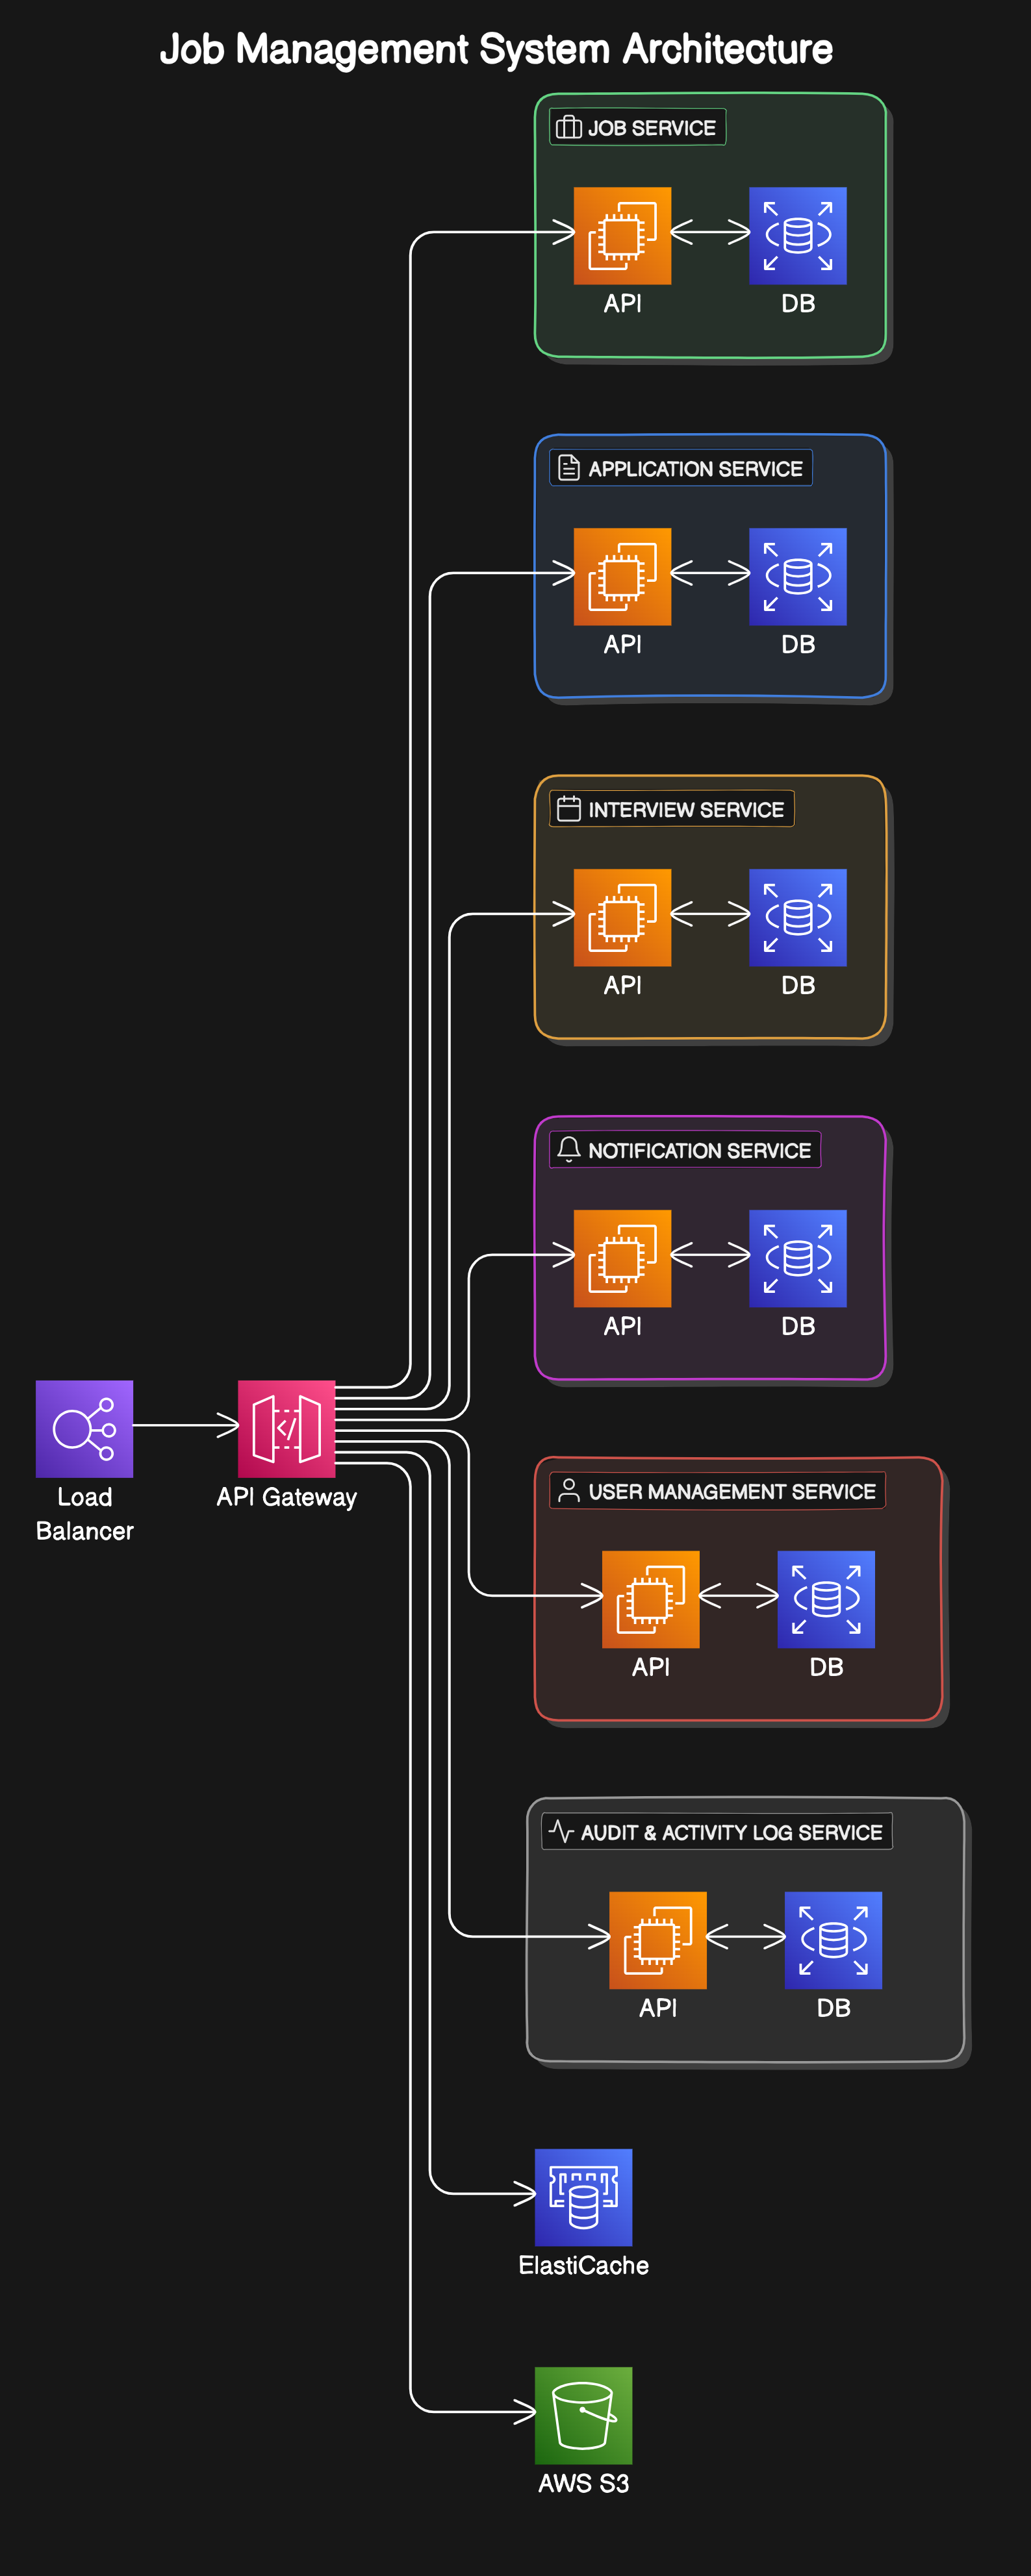 Job Management System Architecture
JOB SERVICE
API
DB
APPLICATION SERVICE
API
DB
INTERVIEW SERVICE
API
DB
NOTIFICATION SERVICE
API
DB
Load
Balancer
API Gateway
USER MANAGEMENT SERVICE
API
DB
AUDIT & ACTIVITY LOG SERVICE
API
DB
ElastiCache
AWS S3